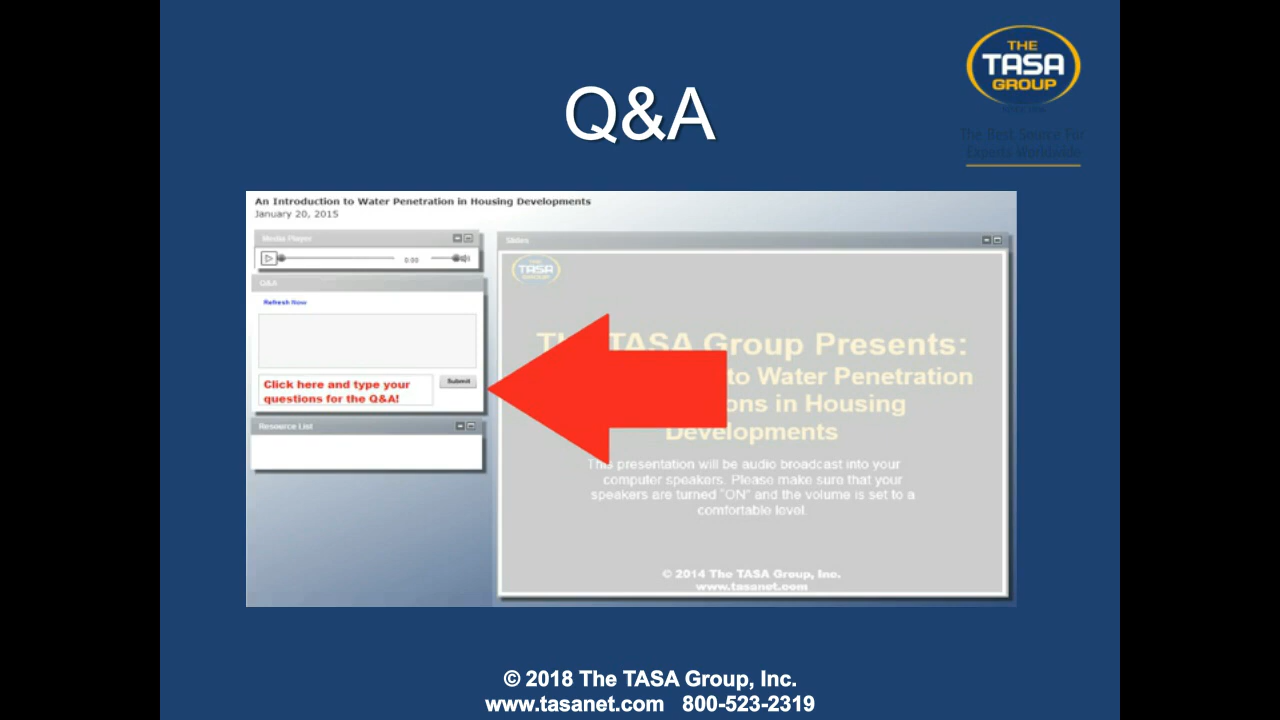 THE
TASA
GROUP
The Best Source For
Experts Worldwide
Q&A
An Introduction to Water Penetration in Housing Developments
January 20, 2015
Media Player
0:00
Q&A
Refresh Now
Click here and type your
questions for the Q&A!
Submit
Resource List
Slides
THE
TASA
GROUP
TASA Group Presents:
to Water Penetration
ons in Housing
Developments
This presentation will be audio broadcast into your
computer speakers. Please make sure that your
speakers are turned "ON" and the volume is set to a
comfortable level.
© 2014 The TASA Group, Inc.
www.tasanet.com
© 2018 The TASA Group, Inc.
www.tasanet.com 800-523-2319